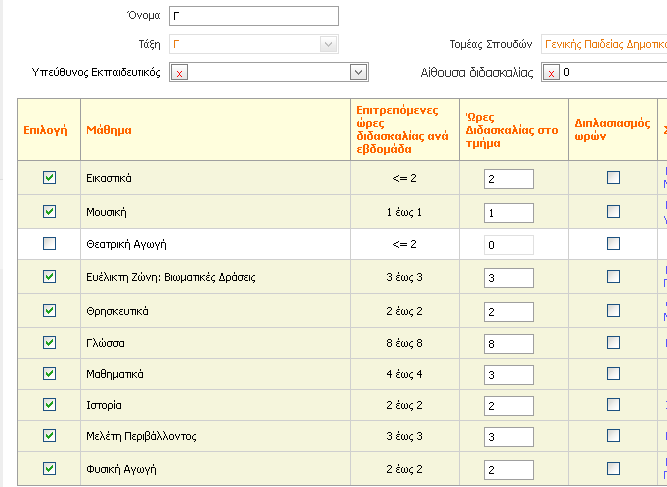 Όνομα Γ
Τάξη Γ Τομέας Σπουδών Γενικής Παιδείας Δημοτικ
Υπεύθυνος Εκπαιδευτικός x Αίθουσα διδασκαλίας x 0
Επιλογή Μάθημα Επιτρεπόμενες ώρες διδασκαλίας ανά εβδομάδα Ώρες Διδασκαλίας στο τμήμα Διπλασιασμός ωρών
Εικαστικά <= 2 2
Μουσική 1 έως 1 1
Θεατρική Αγωγή <= 2 0
Ευέλικτη Ζώνη: Βιωματικές Δράσεις 3 έως 3 3
Θρησκευτικά 2 έως 2 2
Γλώσσα 8 έως 8 8
Μαθηματικά 4 έως 4 3
Ιστορία 2 έως 2 2
Μελέτη Περιβάλλοντος 3 έως 3 3
Φυσική Αγωγή 2 έως 2 2